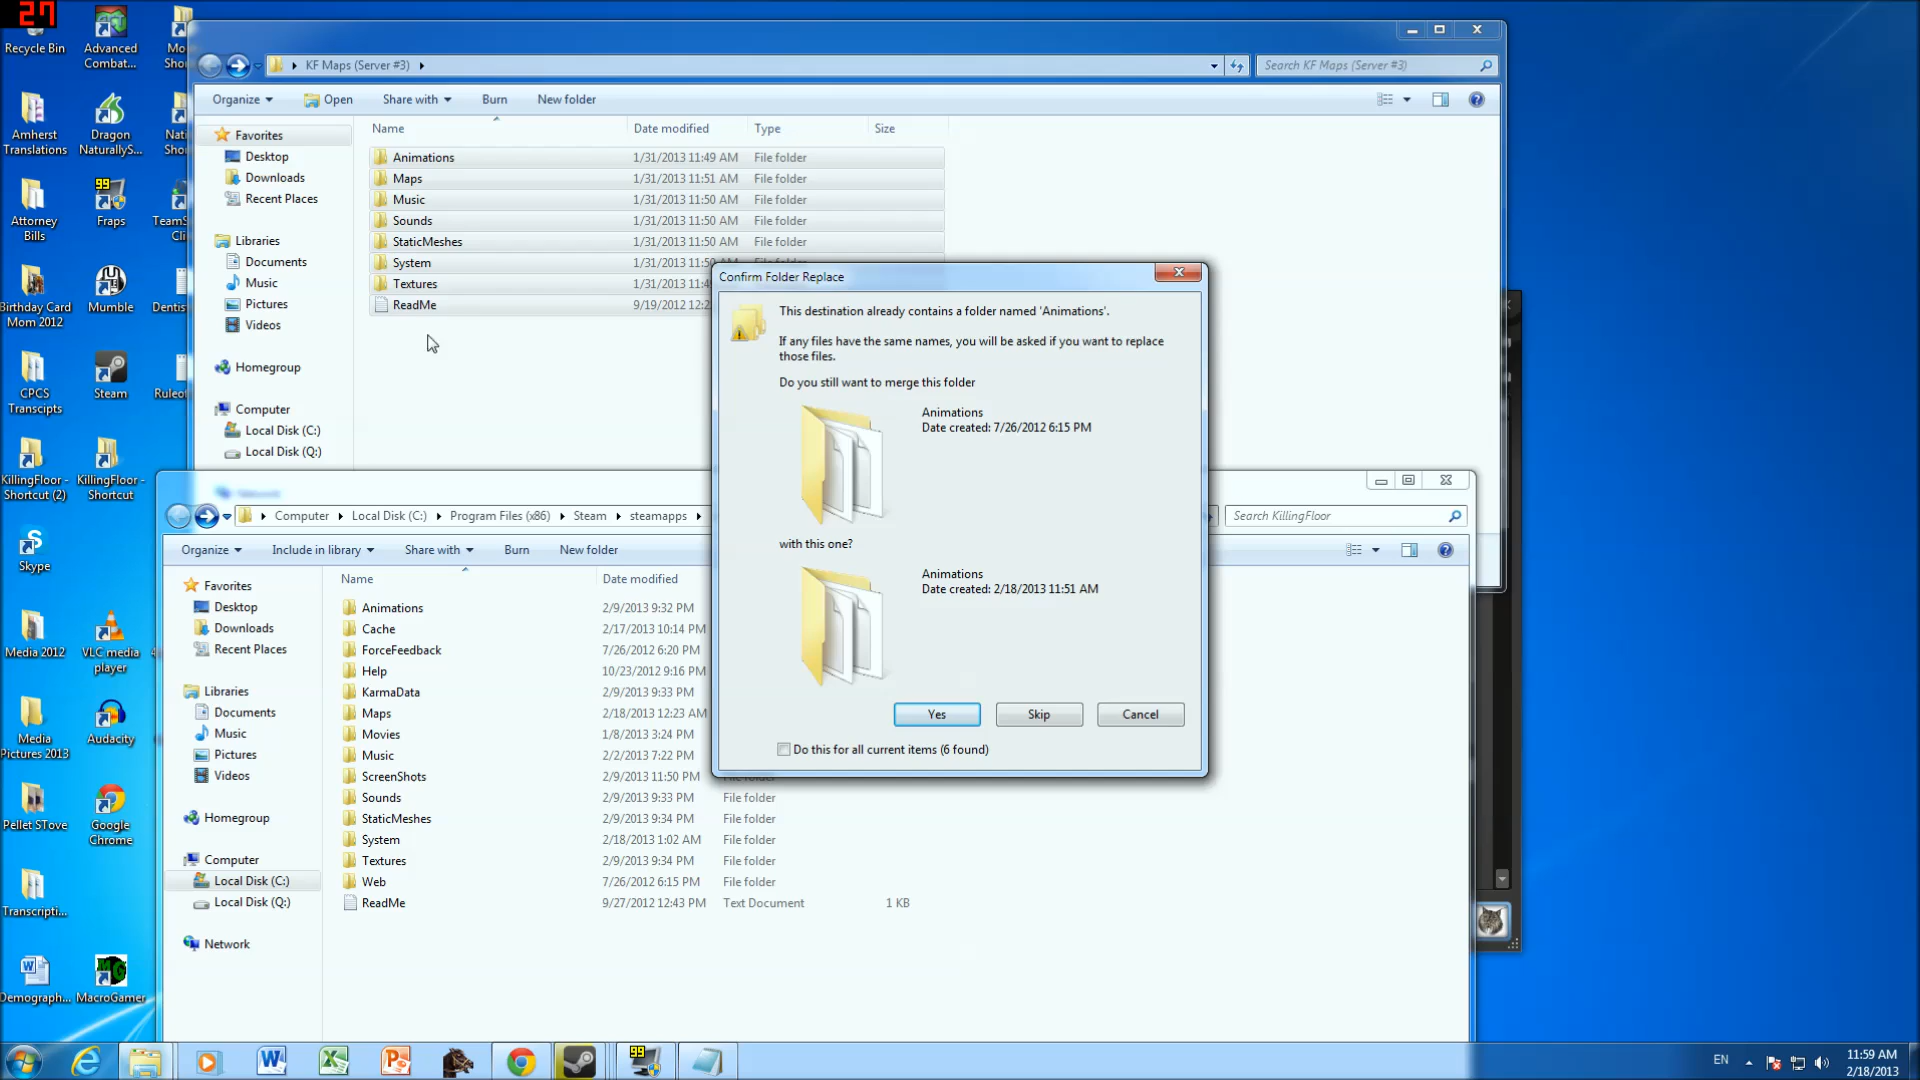 27
Recycle Bin
Advanced Combat...
Mo
Shor
Amherst Translations
Dragon NaturallyS...
Nati
Shor
Attorney Bills
99
Fraps
TeamS
Cli
Birthday Card Mom 2012
Mumble
Dentis
CPCS Transcipts
Steam
Ruleo
KillingFloor - Shortcut (2)
KillingFloor - Shortcut
Skype
Media 2012
VLC media player
Media Pictures 2013
Audacity
Pellet STove
Google Chrome
Transcripti...
Demograph...
MacroGamer
KF Maps (Server #3)
Search KF Maps (Server #3)
Organize
Open
Share with
Burn
New folder
Name
Date modified
Type
Size
Favorites
Desktop
Downloads
Recent Places
Libraries
Documents
Music
Pictures
Videos
Homegroup
Computer
Local Disk (C:)
Local Disk (Q:)
Network
Animations 1/31/2013 11:49 AM File folder
Maps 1/31/2013 11:51 AM File folder
Music 1/31/2013 11:50 AM File folder
Sounds 1/31/2013 11:50 AM File folder
StaticMeshes 1/31/2013 11:50 AM File folder
System 1/31/2013 11:50
Textures 1/31/2013 11:4
ReadMe 9/19/2012 12:2
Confirm Folder Replace
This destination already contains a folder named 'Animations'.
If any files have the same names, you will be asked if you want to replace
those files.
Do you still want to merge this folder
Animations
Date created: 7/26/2012 6:15 PM
with this one?
Animations
Date created: 2/18/2013 11:51 AM
Yes
Skip
Cancel
Do this for all current items (6 found)
Computer Local Disk (C:) Program Files (x86) Steam steamapps
Search KillingFloor
Organize
Include in library
Share with
Burn
New folder
Name
Date modified
Favorites
Desktop
Downloads
Recent Places
Libraries
Documents
Music
Pictures
Videos
Homegroup
Computer
Local Disk (C:)
Local Disk (Q:)
Network
Animations 2/9/2013 9:32 PM
Cache 2/17/2013 10:14 PM
ForceFeedback 7/26/2012 6:20 PM
Help 10/23/2012 9:16 PM
KarmaData 2/9/2013 9:33 PM
Maps 2/18/2013 12:23 AM
Movies 1/8/2013 3:24 PM
Music 2/2/2013 7:22 PM
ScreenShots 2/9/2013 11:50 PM File folder
Sounds 2/9/2013 9:33 PM File folder
StaticMeshes 2/9/2013 9:34 PM File folder
System 2/18/2013 1:02 AM File folder
Textures 2/9/2013 9:34 PM File folder
Web 7/26/2012 6:15 PM File folder
ReadMe 9/27/2012 12:43 PM Text Document 1 KB
99
EN
11:59 AM
2/18/2013